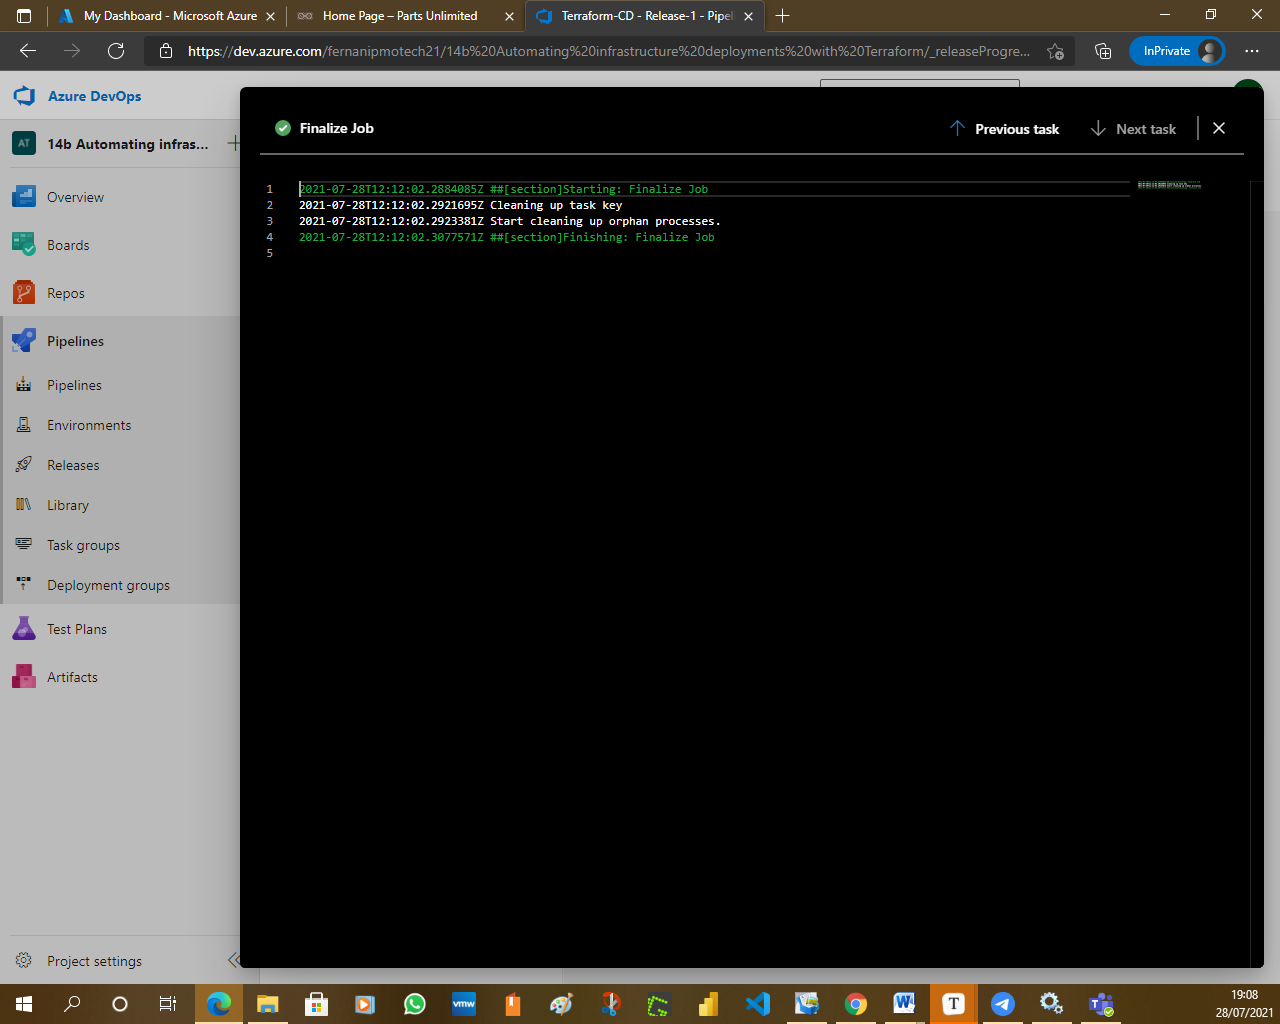 My Dashboard - Microsoft Azure
Home Page – Parts Unlimited
Terraform-CD - Release-1 - Pipel
https://dev.azure.com/fernanipmotech21/14b%20Automating%20infrastructure%20deployments%20with%20Terraform/_releaseProgre...
InPrivate
Azure DevOps
AT
14b Automating infras...
Overview
Boards
Repos
Pipelines
Pipelines
Environments
Releases
Library
Task groups
Deployment groups
Test Plans
Artifacts
Project settings
Finalize Job
Previous task
Next task
1 2021-07-28T12:12:02.2884085Z ##[section]Starting: Finalize Job
2 2021-07-28T12:12:02.2921695Z Cleaning up task key
3 2021-07-28T12:12:02.2923381Z Start cleaning up orphan processes.
4 2021-07-28T12:12:02.3077571Z ##[section]Finishing: Finalize Job
5
vmw
T
19:08
28/07/2021